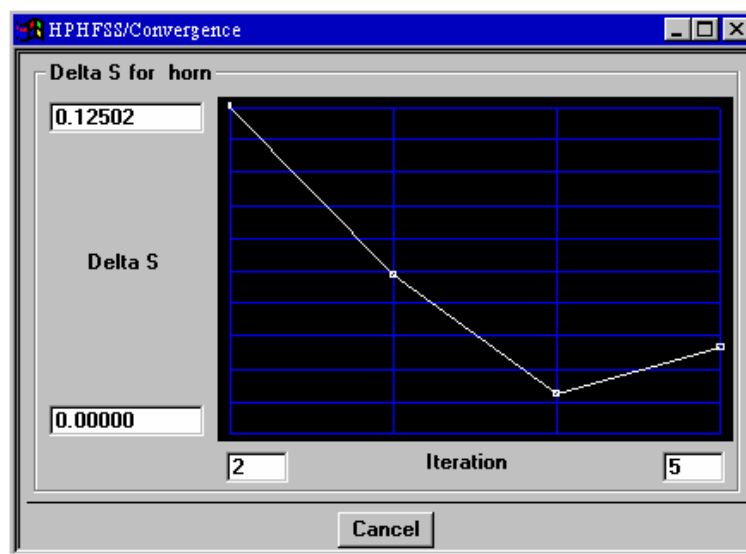 HPHFSS/Convergence
Delta S for horn
0.12502
Delta S
0.00000
2
Iteration
5
Cancel